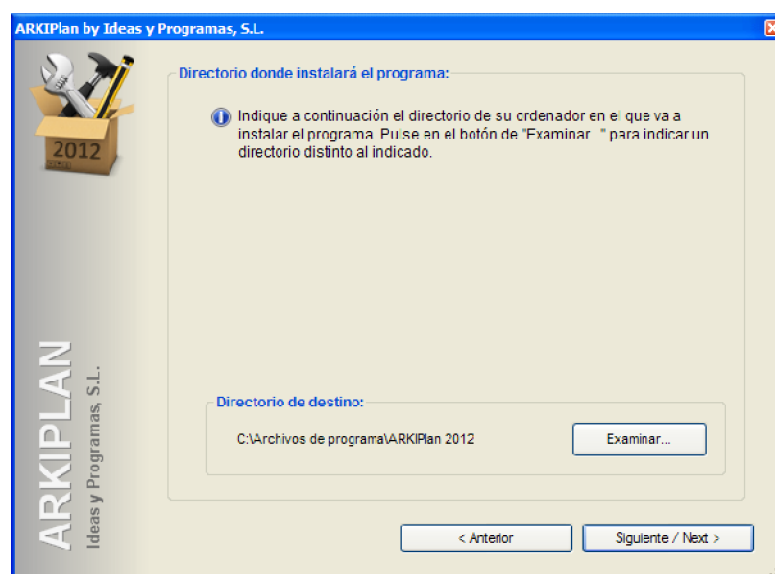 ARKIPlan by Ideas y Programas, S.L.
2012
Directorio donde instalará el programa:
Indique a continuación el directorio de su ordenador en el que va a
instalar el programa. Pulse en el botón de "Examinar..." para indicar un
directorio distinto al indicado.
ARKIPLAN
Ideas y Programas, S.L.
Directorio de destino:
C:\Archivos de programa\ARKIPlan 2012
Examinar...
< Anterior
Siguiente / Next >